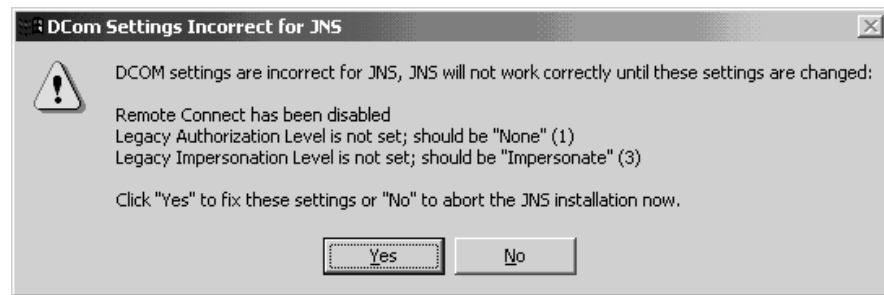 DCom Settings Incorrect for JNS
DCOM settings are incorrect for JNS, JNS will not work correctly until these settings are changed:
Remote Connect has been disabled
Legacy Authorization Level is not set; should be "None" (1)
Legacy Impersonation Level is not set; should be "Impersonate" (3)
Click "Yes" to fix these settings or "No" to abort the JNS installation now.
Yes
No